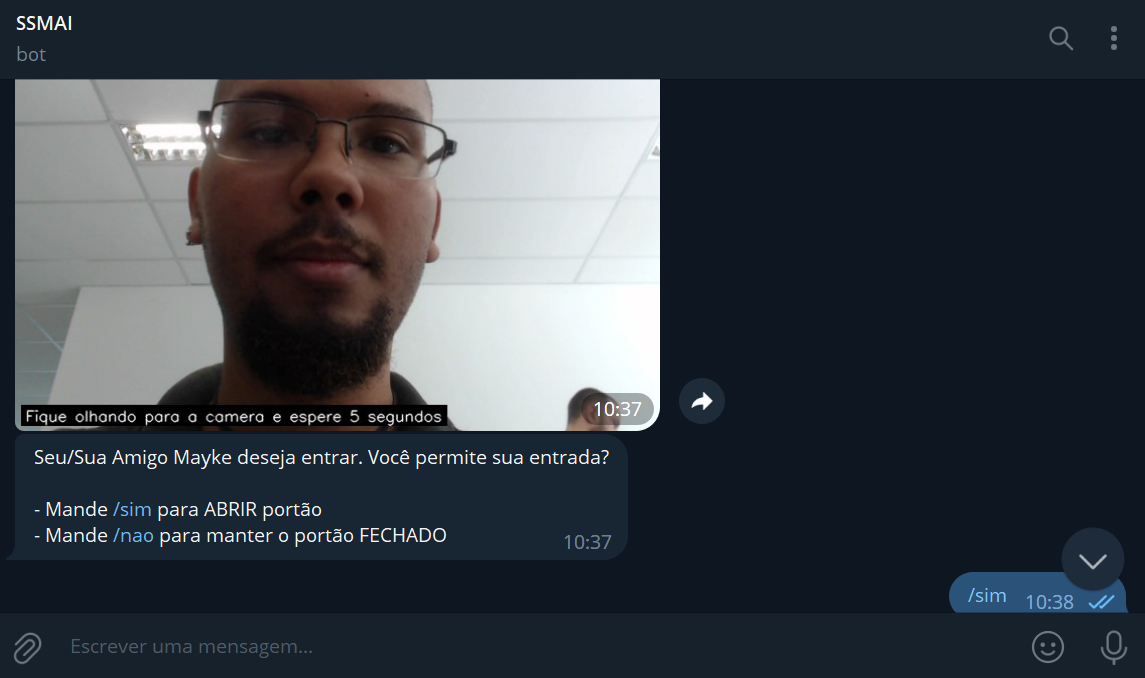 SSMAI
bot
Fique olhando para a camera e espere 5 segundos
10:37
Seu/Sua Amigo Mayke deseja entrar. Você permite sua entrada?
- Mande /sim para ABRIR portão
- Mande /nao para manter o portão FECHADO
10:37
/sim 10:38
Escrever uma mensagem...